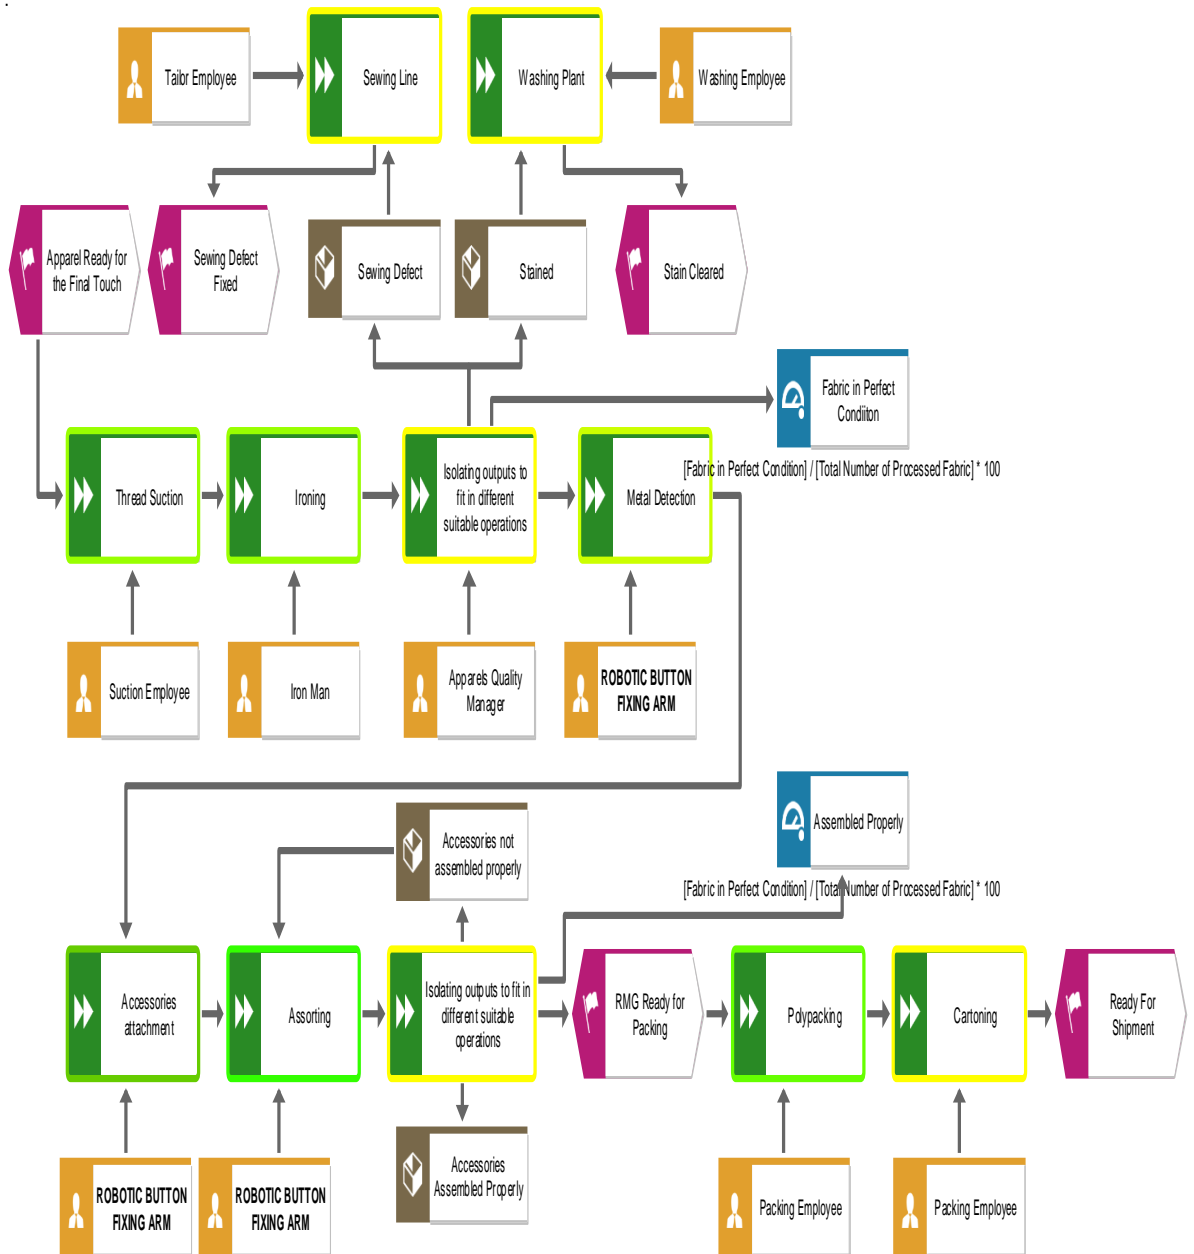 .
Tailor Employee
Sewing Line
Washing Plant
Washing Employee
Apparel Ready for
the Final Touch
Sewing Defect
Fixed
Sewing Defect
Stained
Stain Cleared
Fabric in Perfect
Condiiton
[Fabric in Perfect Condition] / [Total Number of Processed Fabric] * 100
Thread Suction
Ironing
Isolating outputs to
fit in different
suitable operations
Metal Detection
Suction Employee
Iron Man
Apparels Quality
Manager
ROBOTIC BUTTON
FIXING ARM
Assembled Properly
[Fabric in Perfect Condition] / [Total Number of Processed Fabric] * 100
Accessories not
assembled properly
Accessories
attachment
Assorting
Isolating outputs to fit in
different suitable
operations
RMG Ready for
Packing
Polypacking
Cartoning
Ready For
Shipment
ROBOTIC BUTTON
FIXING ARM
ROBOTIC BUTTON
FIXING ARM
Accessories
Assembled Properly
Packing Employee
Packing Employee